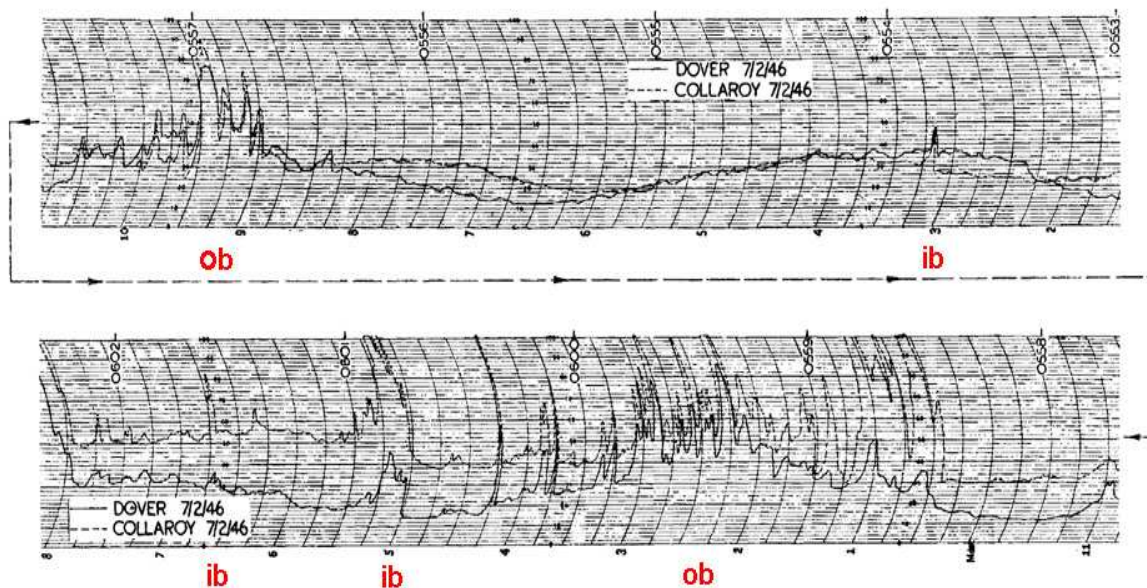 0557 0556 0555 0554 0553
DOVER 7/2/46
COLLAROY 7/2/46
10 9 8 7 6 5 4 3 2
ob ib
0602 0601 0600 0559 0558
DOVER 7/2/46
COLLAROY 7/2/46
8 7 6 5 4 3 2 1 11
ib ib ob